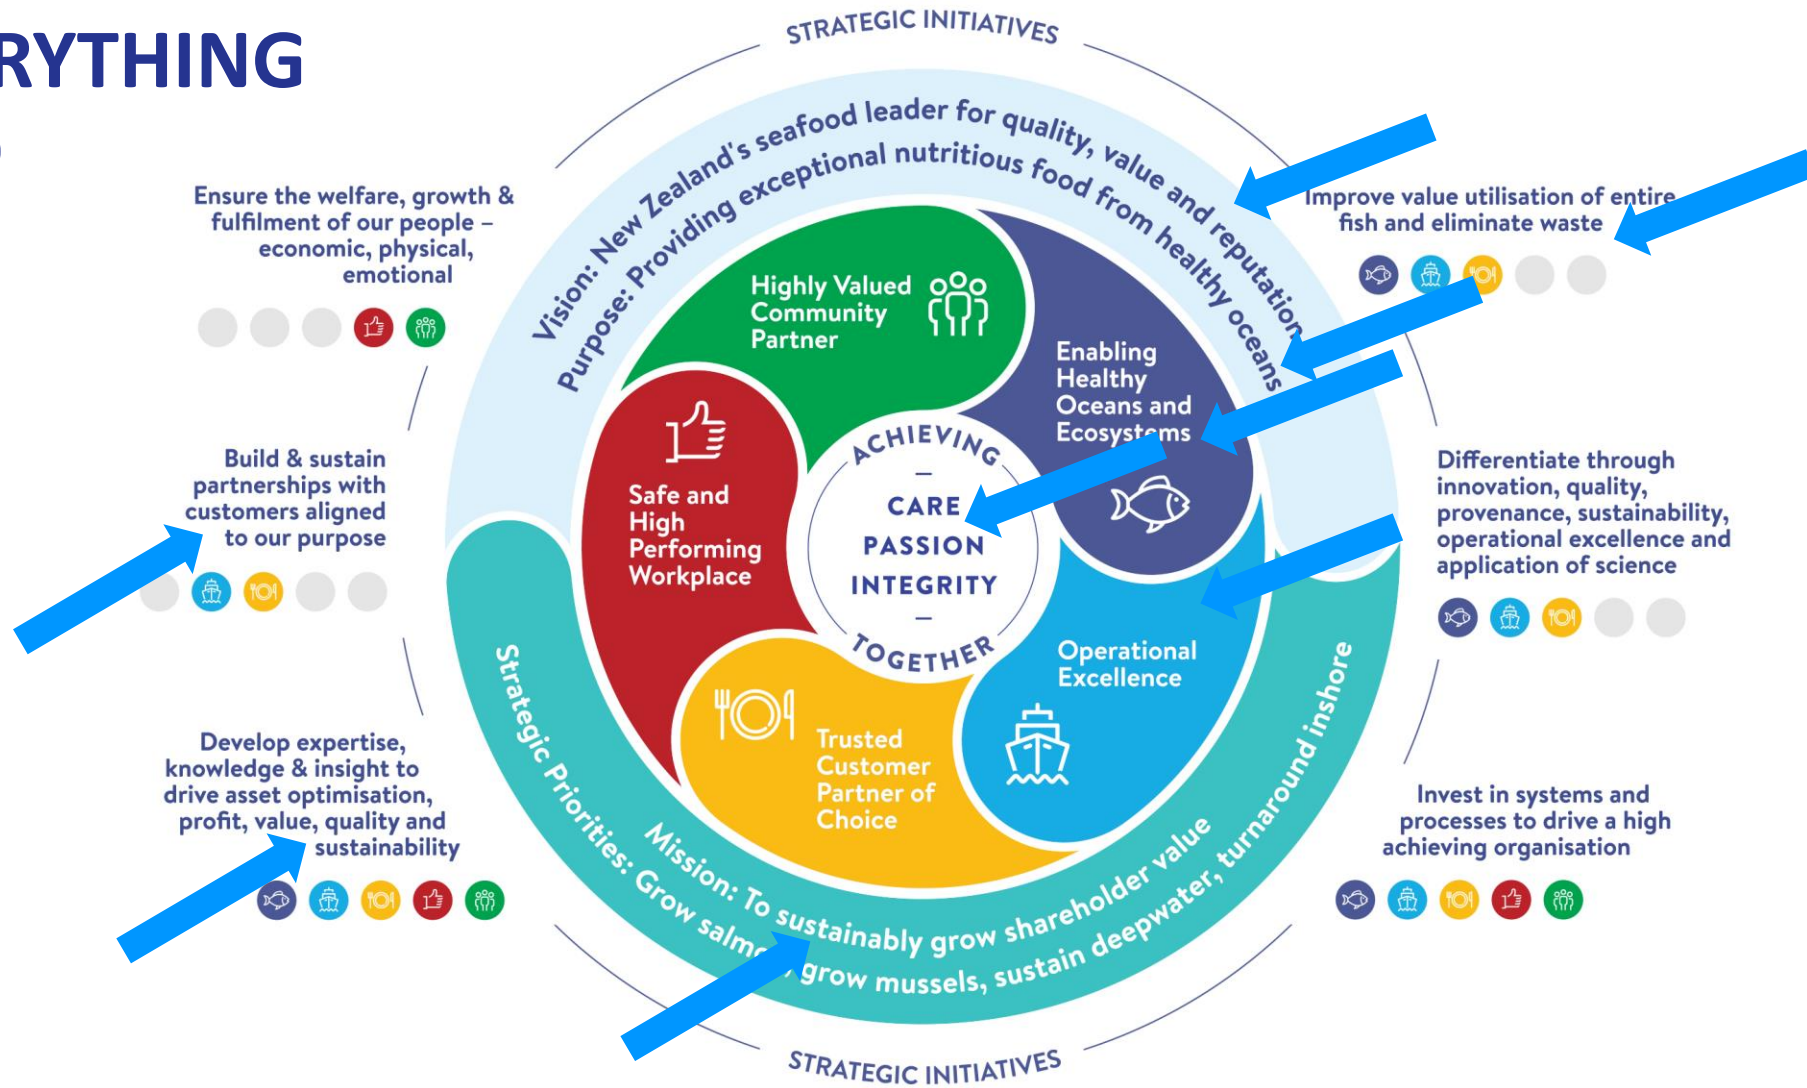 RYTHING
STRATEGIC INITIATIVES
Vision: New Zealand's seafood leader for quality, value and reputation
Purpose: Providing exceptional nutritious food from healthy oceans
Ensure the welfare, growth &
fulfilment of our people –
economic, physical,
emotional
Build & sustain
partnerships with
customers aligned
to our purpose
Develop expertise,
knowledge & insight to
drive asset optimisation,
profit, value, quality and
sustainability
Highly Valued
Community
Partner
Enabling
Healthy
Oceans and
Ecosystems
Safe and
High
Performing
Workplace
ACHIEVING
CARE
PASSION
INTEGRITY
TOGETHER
Operational
Excellence
Trusted
Customer
Partner of
Choice
Improve value utilisation of entire
fish and eliminate waste
Differentiate through
innovation, quality,
provenance, sustainability,
operational excellence and
application of science
Invest in systems and
processes to drive a high
achieving organisation
Mission: To sustainably grow shareholder value
Strategic Priorities: Grow salmon, grow mussels, sustain deepwater, turnaround inshore
STRATEGIC INITIATIVES